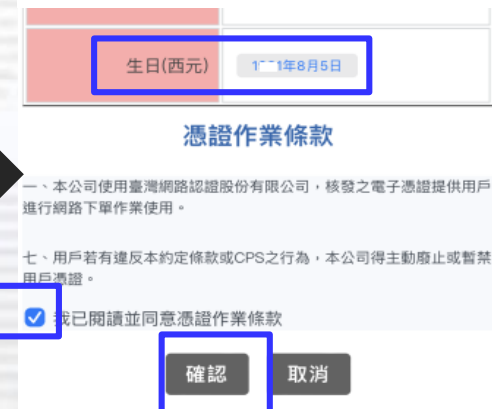 生日(西元)
年8月5日
憑證作業條款
一、本公司使用臺灣網路認證股份有限公司，核發之電子憑證提供用戶
進行網路下單作業使用。
七、用戶若有違反本約定條款或CPS之行為，本公司得主動廢止或暫禁
用戶憑證。
我已閱讀並同意憑證作業條款
確認
取消